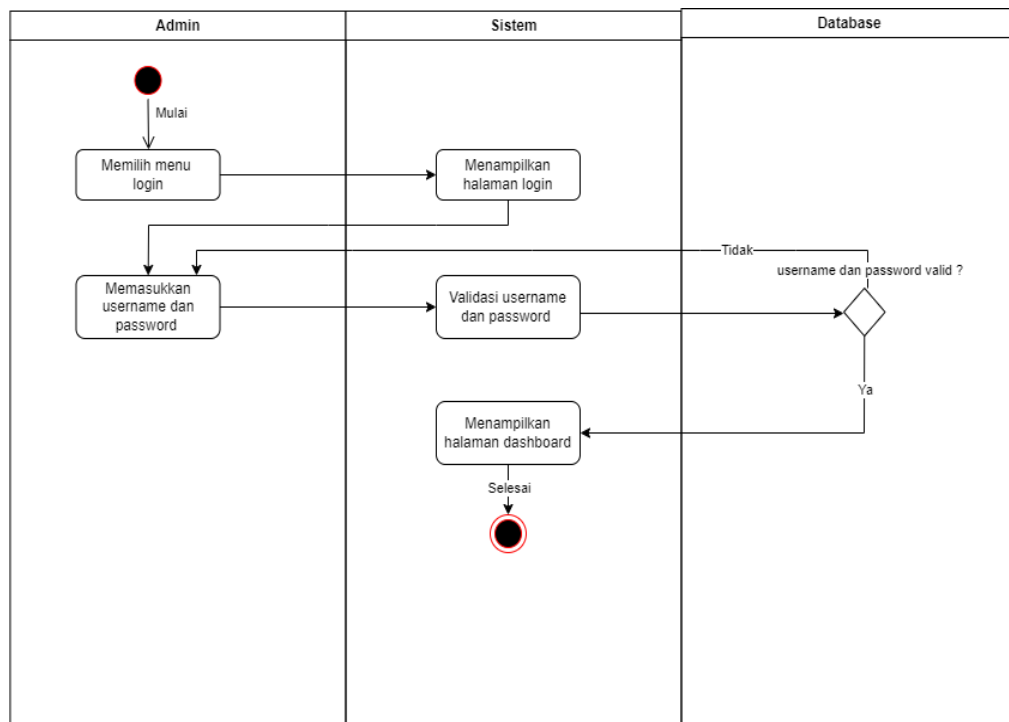 Admin
Sistem
Database
Mulai
Memilih menu
login
Menampilkan
halaman login
Tidak
username dan password valid ?
Memasukkan
username dan
password
Validasi username
dan password
Ya
Menampilkan
halaman dashboard
Selesai